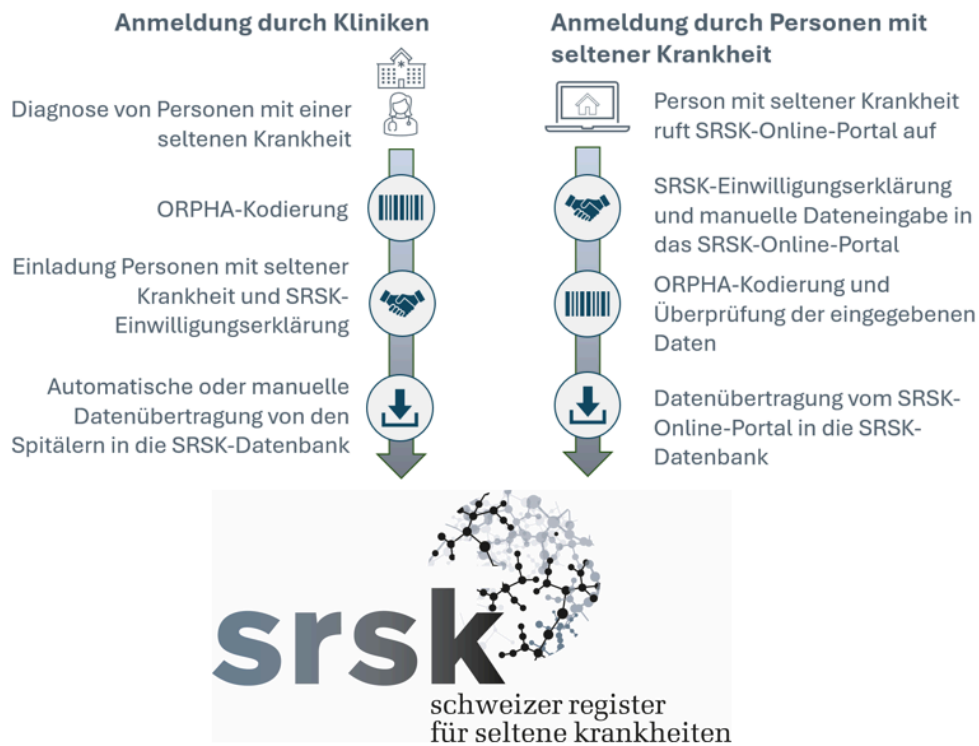 Anmeldung durch Kliniken
Diagnose von Personen mit einer
seltenen Krankheit
ORPHA-Kodierung
Einladung Personen mit seltener
Krankheit und SRSK-
Einwilligungserklärung
Automatische oder manuelle
Datenübertragung von den
Spitälern in die SRSK-Datenbank
Anmeldung durch Personen mit
seltener Krankheit
Person mit seltener Krankheit
ruft SRSK-Online-Portal auf
SRSK-Einwilligungserklärung
und manuelle Dateneingabe in
das SRSK-Online-Portal
ORPHA-Kodierung und
Überprüfung der eingegebenen
Daten
Datenübertragung vom SRSK-
Online-Portal in die SRSK-
Datenbank
srsk
schweizer register
für seltene krankheiten